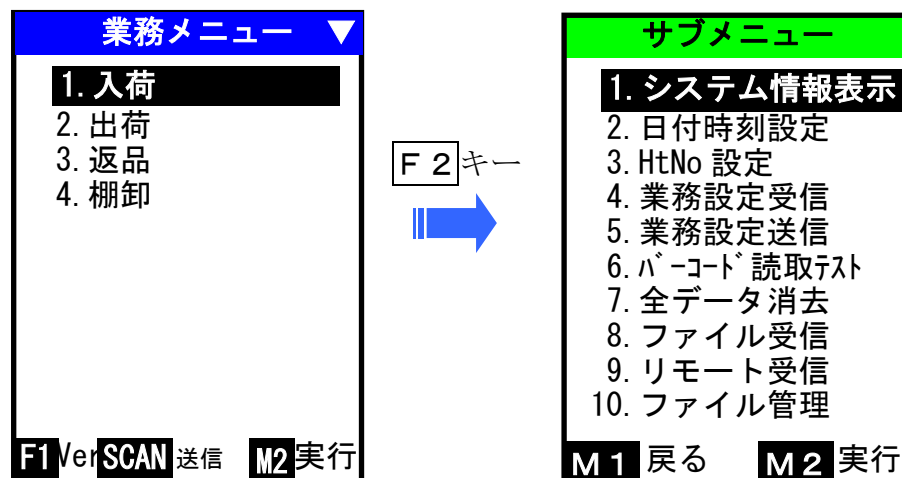 業務メニュー ▼
1. 入荷
2. 出荷
3. 返品
4. 棚卸
F1 Ver SCAN 送信 M2 実行
F2キー
サブメニュー
1. システム情報表示
2. 日付時刻設定
3. HtNo 設定
4. 業務設定受信
5. 業務設定送信
6. ﾊﾞｰｺｰﾄﾞ読取ﾃｽﾄ
7. 全データ消去
8. ファイル受信
9. リモート受信
10. ファイル管理
M1 戻る M2 実行